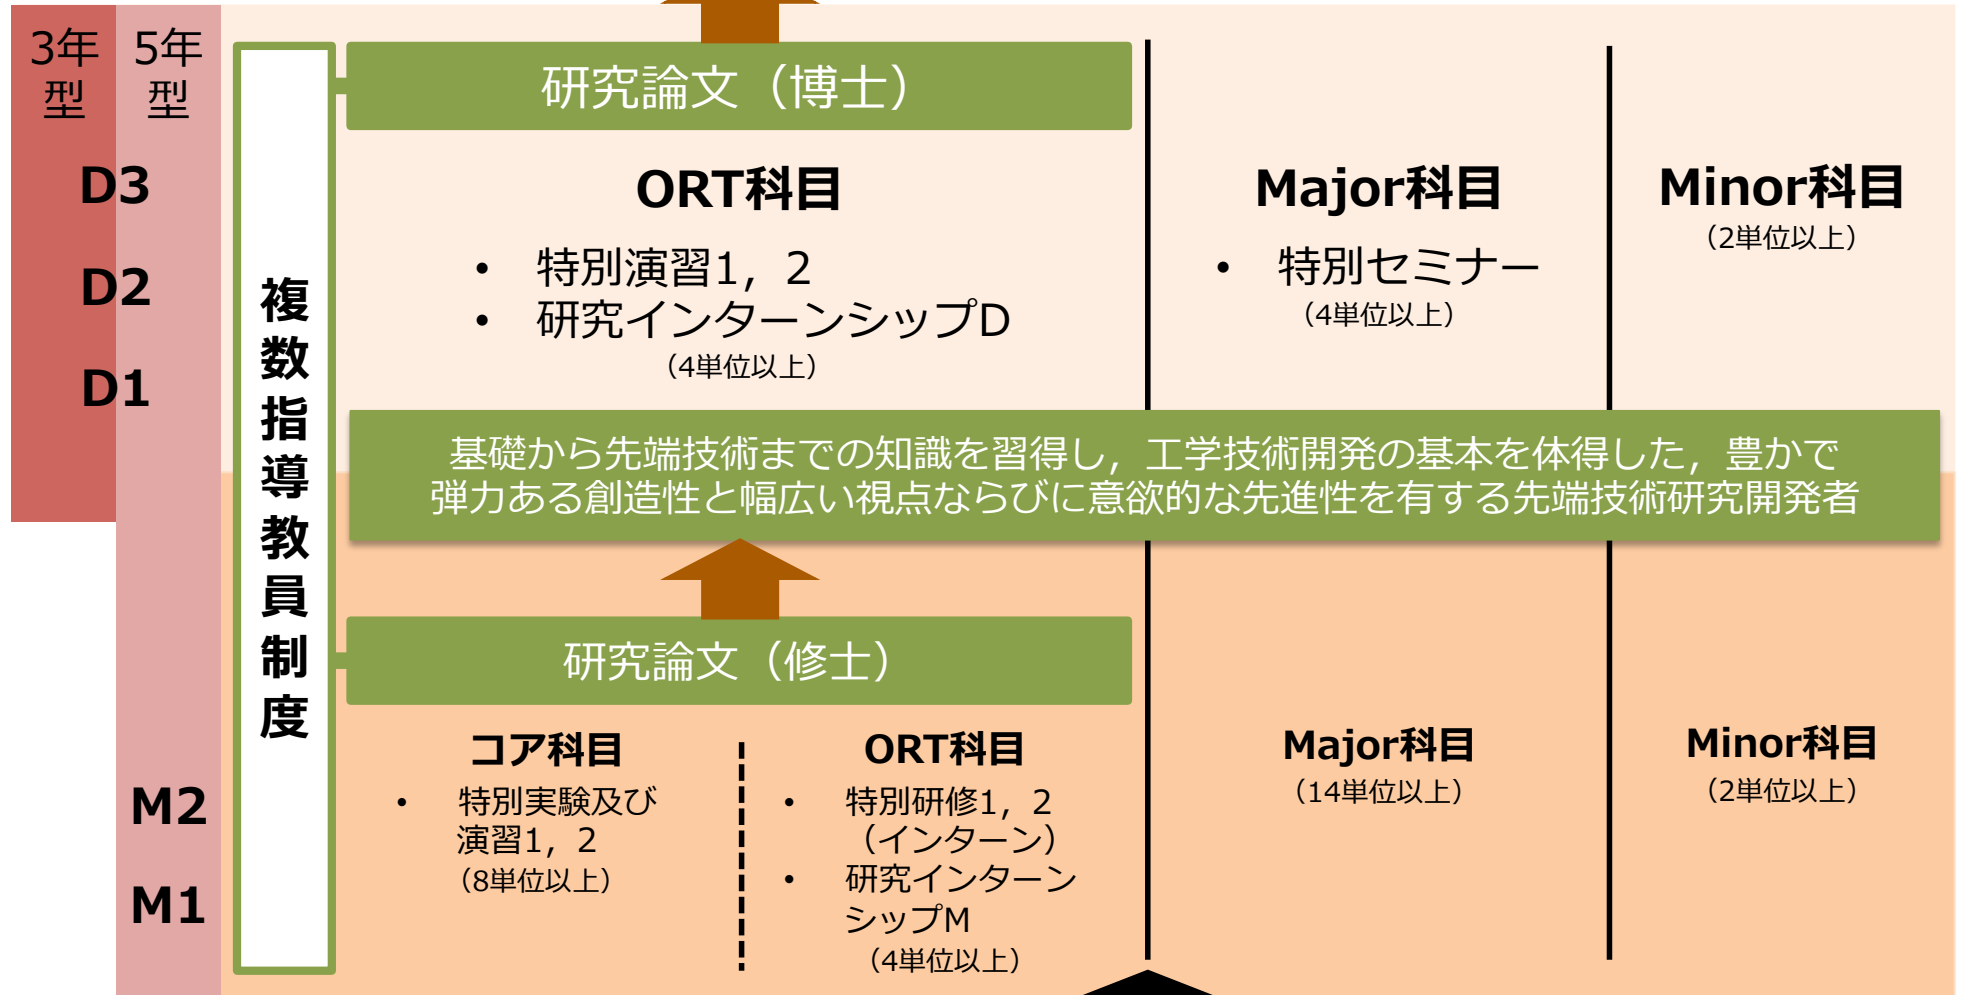 3年
型
5年
型
D3
D2
D1
M2
M1
複数指導教員制度
研究論文（博士）
ORT科目
• 特別演習1，2
• 研究インターンシップD
（4単位以上）
Major科目
• 特別セミナー
（4単位以上）
Minor科目
（2単位以上）
基礎から先端技術までの知識を習得し，工学技術開発の基本を体得した，豊かで
弾力ある創造性と幅広い視点ならびに意欲的な先進性を有する先端技術研究開発者
研究論文（修士）
コア科目
• 特別実験及び
演習1，2
（8単位以上）
ORT科目
• 特別研修1，2
（インターン）
• 研究インターン
シップM
（4単位以上）
Major科目
（14単位以上）
Minor科目
（2単位以上）